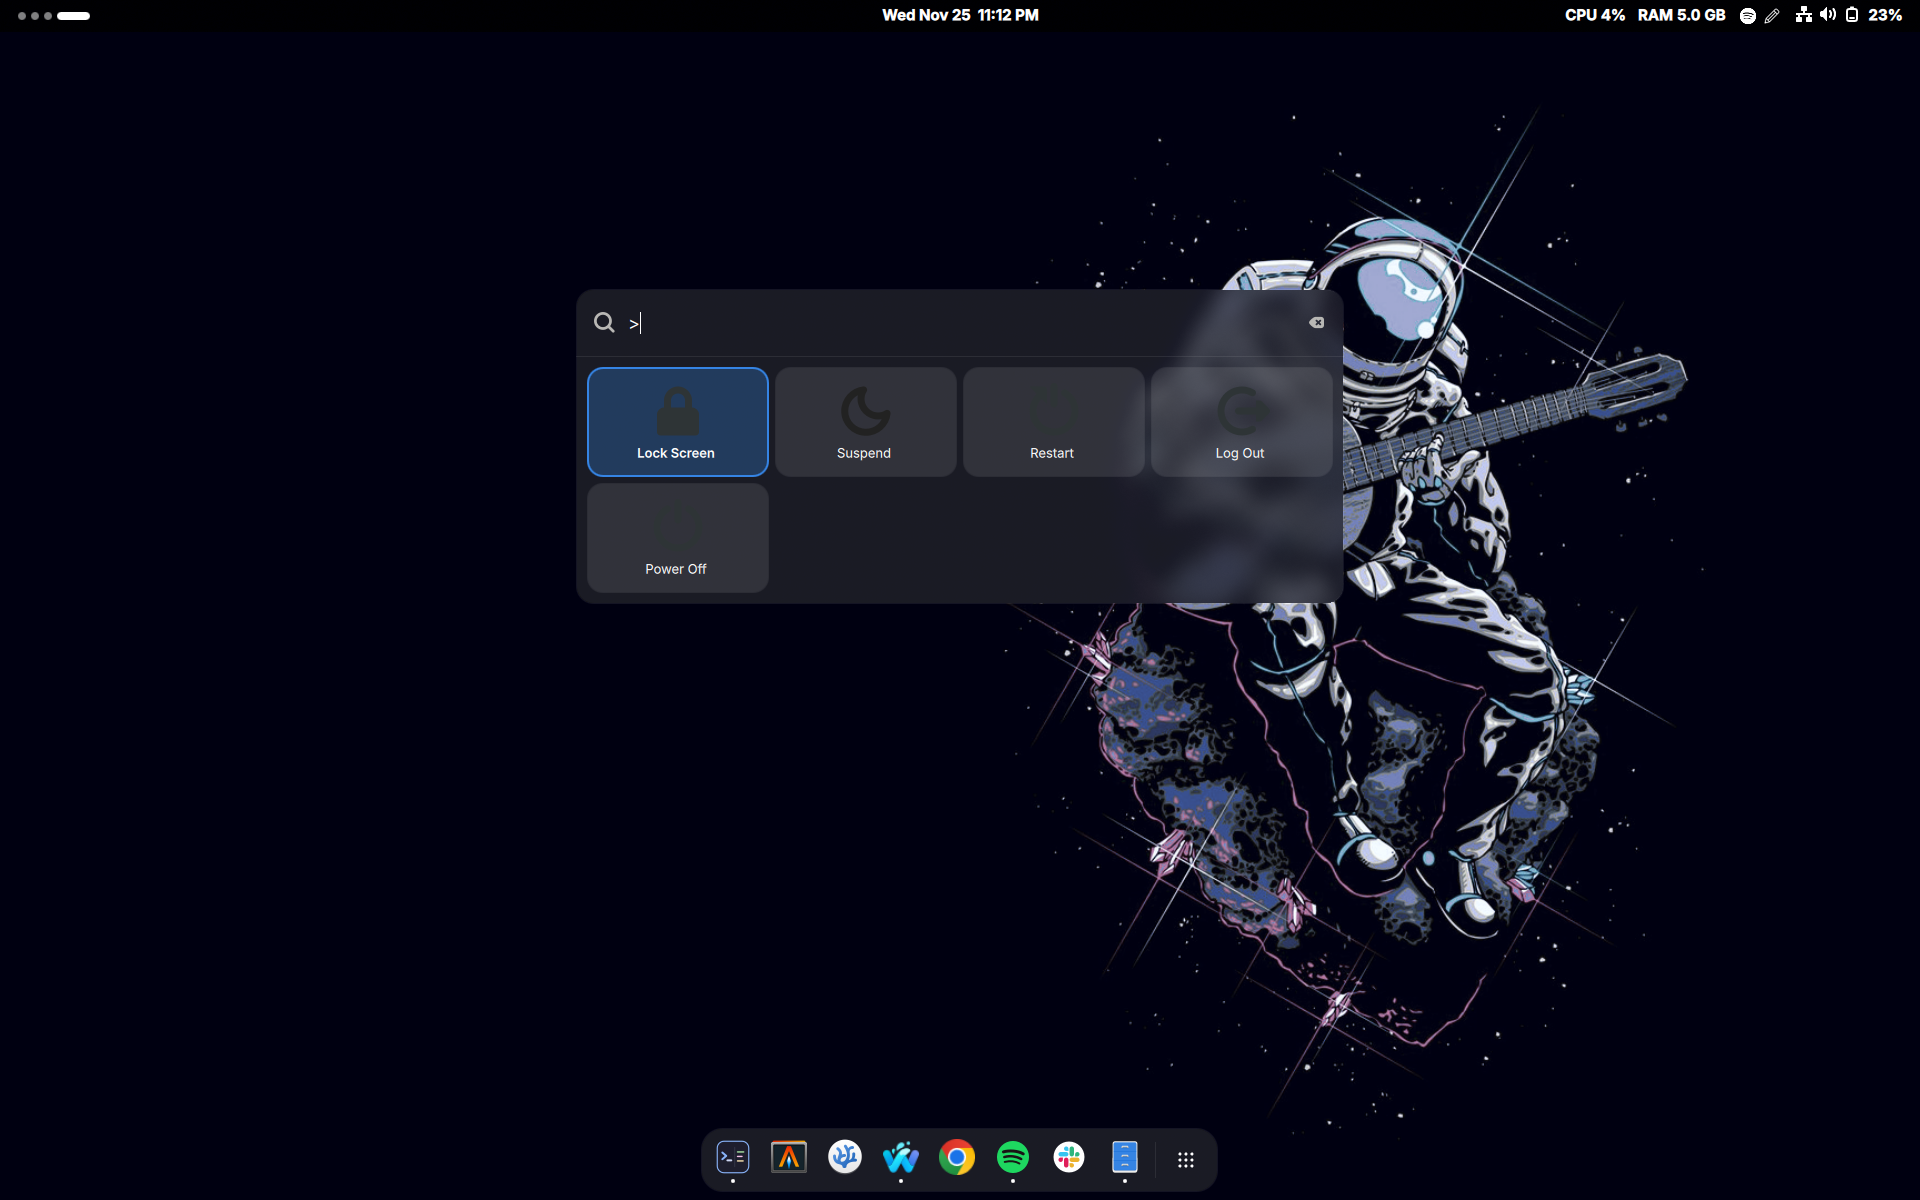 Wed Nov 25 11:12 PM
CPU 4% RAM 5.0 GB 23%
>
Lock Screen
Suspend
Restart
Log Out
Power Off